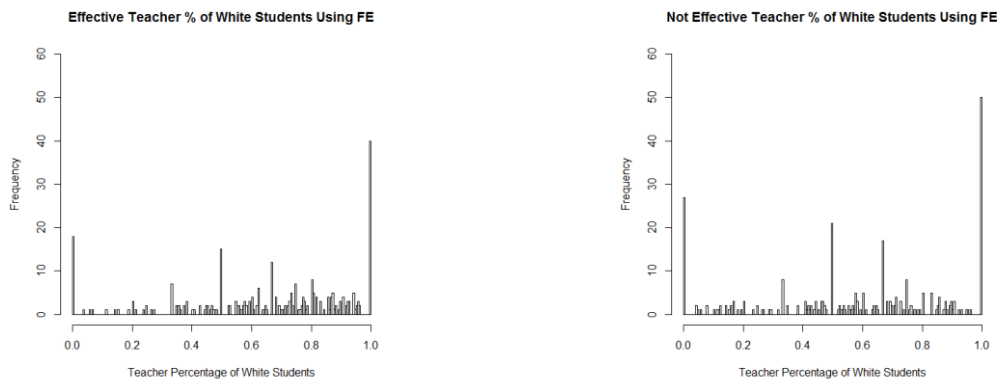 Effective Teacher % of White Students Using FE
60
50
40
30
20
10
0
Frequency
0.0 0.2 0.4 0.6 0.8 1.0
Teacher Percentage of White Students
Not Effective Teacher % of White Students Using FE
60
50
40
30
20
10
0
Frequency
0.0 0.2 0.4 0.6 0.8 1.0
Teacher Percentage of White Students